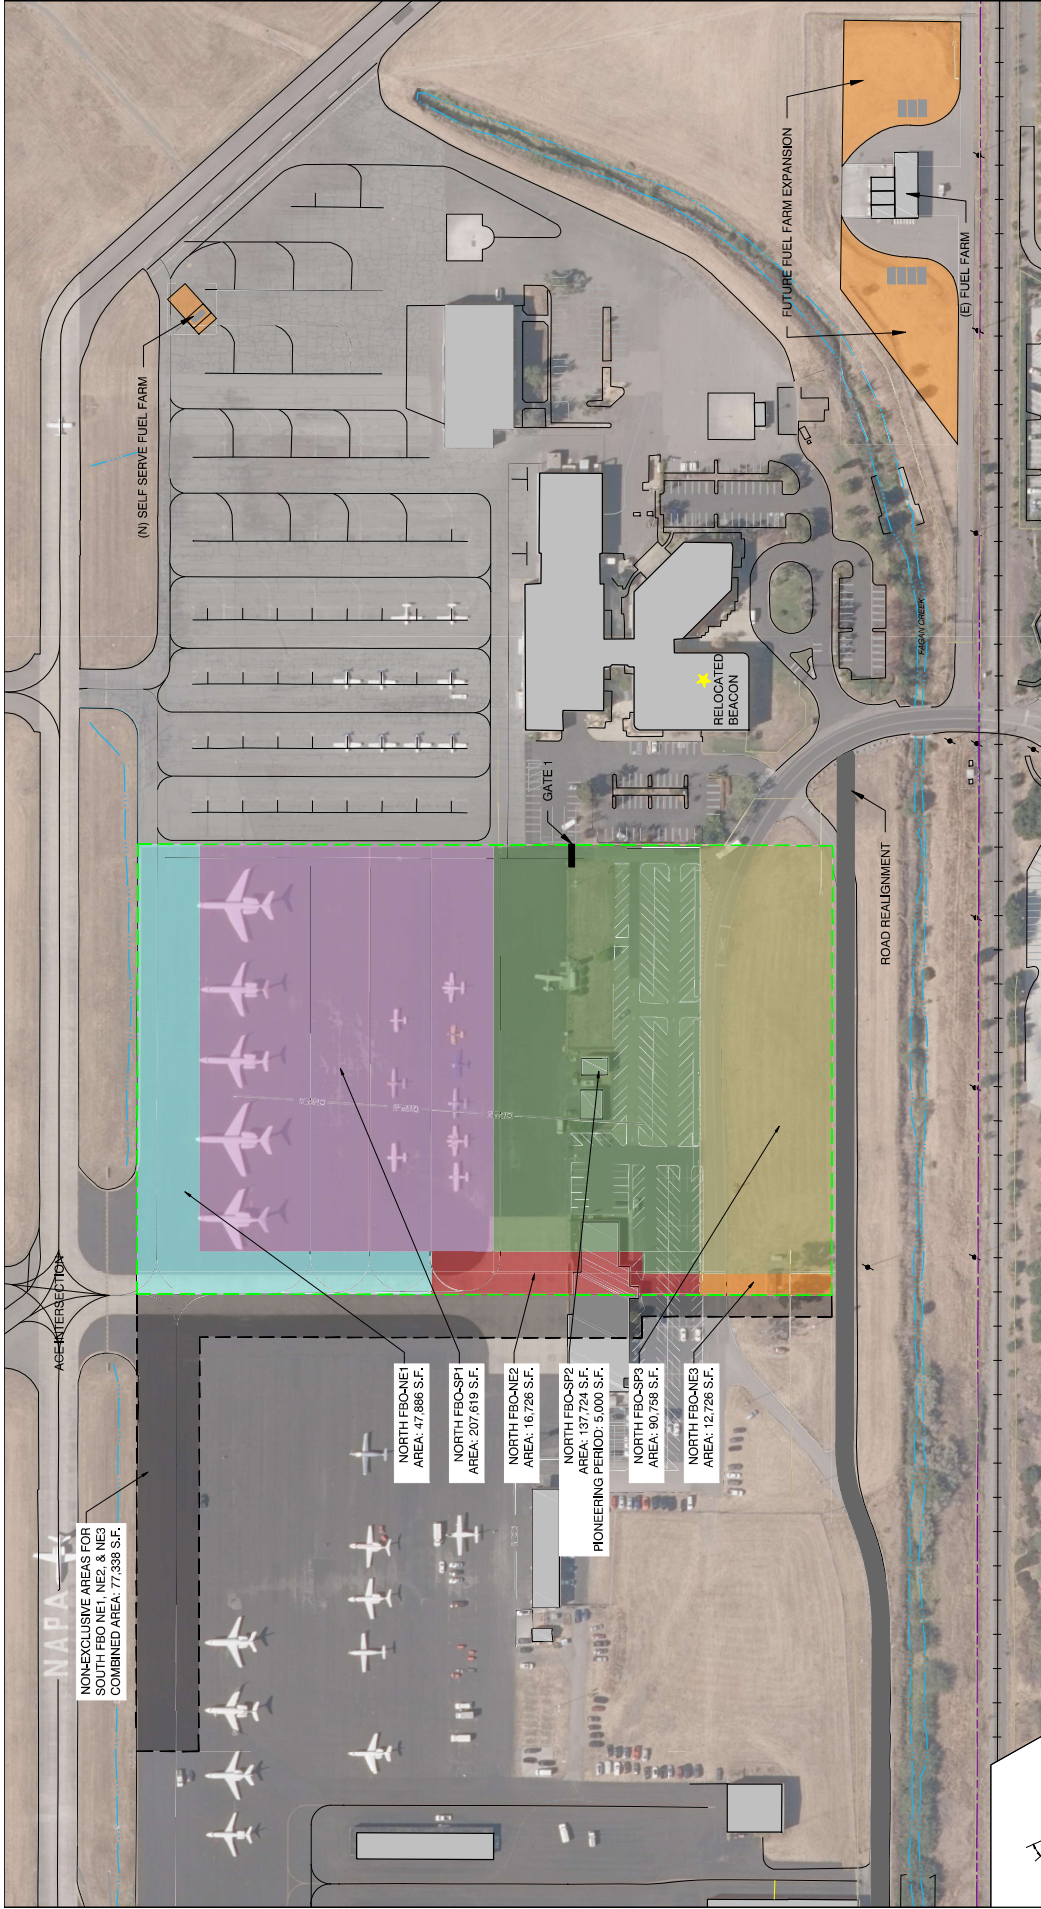 FUTURE FUEL FARM EXPANSION
(E) FUEL FARM
(N) SELF SERVE FUEL FARM
FAGAN CREEK
RELOCATED
BEACON
GATE 1
ROAD REALIGNMENT
ACE INTERSECTION
NORTH FBO-NE1
AREA: 47,886 S.F.
NORTH FBO-SP1
AREA: 207,619 S.F.
NORTH FBO-NE2
AREA: 16,726 S.F.
NORTH FBO-SP2
AREA: 137,724 S.F.
PIONEERING PERIOD: 5,000 S.F.
NORTH FBO-SP3
AREA: 90,758 S.F.
NORTH FBO-NE3
AREA: 12,726 S.F.
NON-EXCLUSIVE AREAS FOR
SOUTH FBO NE1, NE2, & NE3
COMBINED AREA: 77,338 S.F.
NAPA